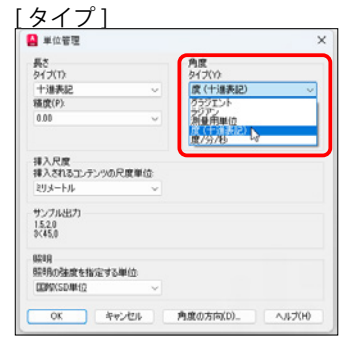 [ タイプ ]
単位管理
長さ
タイプ(T):
十進表記
精度(P):
0.00
角度
タイプ(Y):
度 (十進表記)
グラジエント
ラジアン
測量用単位
度 (十進表記)
度/分/秒
挿入尺度
挿入されるコンテンツの尺度単位:
ミリメートル
サンプル出力
1.5,2,0
3<45,0
照明
照明の強度を指定する単位:
国際(SI)単位
OK
キャンセル
角度の方向(D)...
ヘルプ(H)